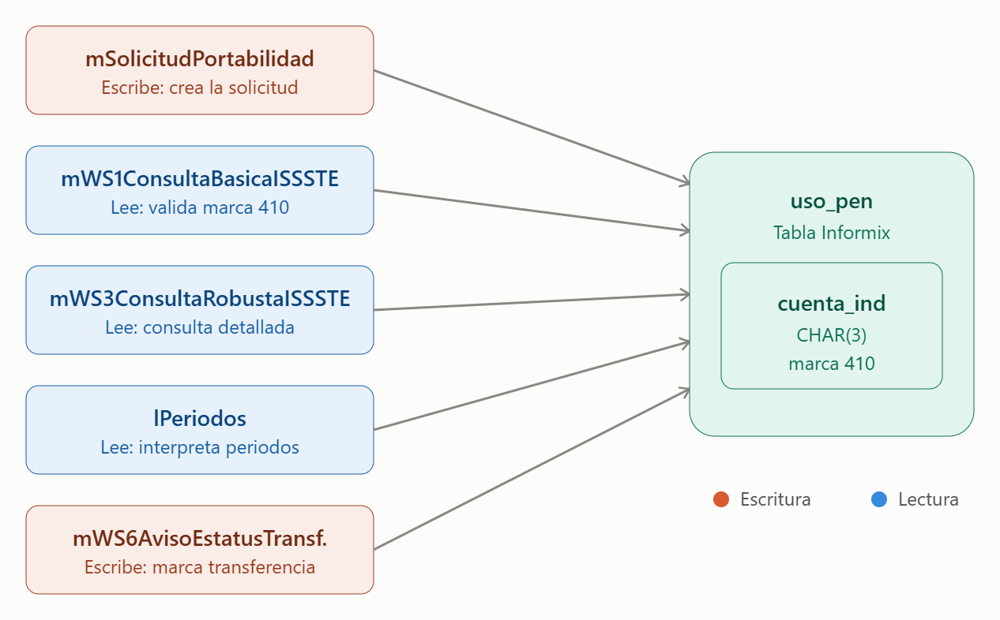 mSolicitudPortabilidad
Escribe: crea la solicitud
mWS1ConsultaBasicaISSSTE
Lee: valida marca 410
mWS3ConsultaRobustaISSSTE
Lee: consulta detallada
lPeriodos
Lee: interpreta periodos
mWS6AvisoEstatusTransf.
Escribe: marca transferencia
uso_pen
Tabla Informix
cuenta_ind
CHAR(3)
marca 410
Escritura
Lectura